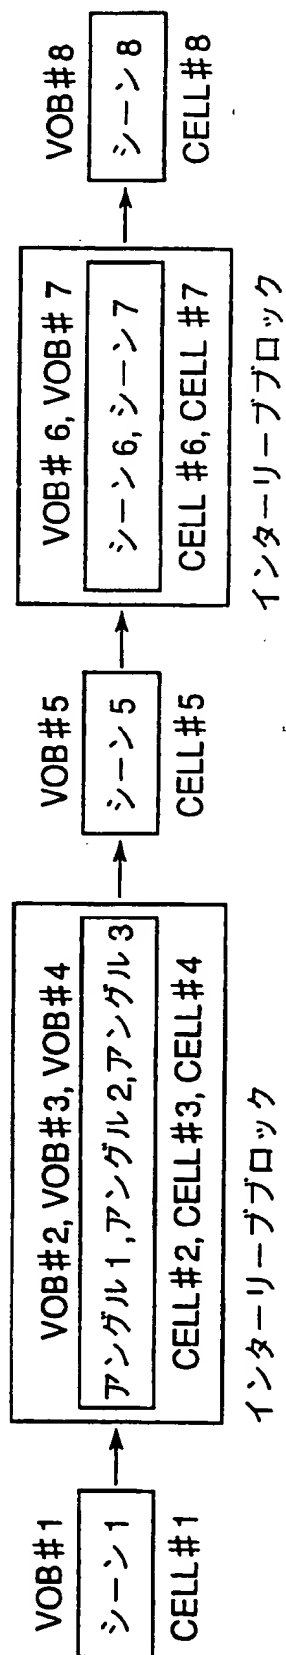 VOB#1
シーン1
CELL#1
VOB#2, VOB#3, VOB#4
アングル1,アングル2,アングル3
CELL#2, CELL#3, CELL#4
インターリーブブロック
VOB#5
シーン5
CELL#5
VOB# 6, VOB# 7
シーン6,シーン7
CELL #6, CELL #7
インターリーブブロック
VOB#8
シーン8
CELL#8